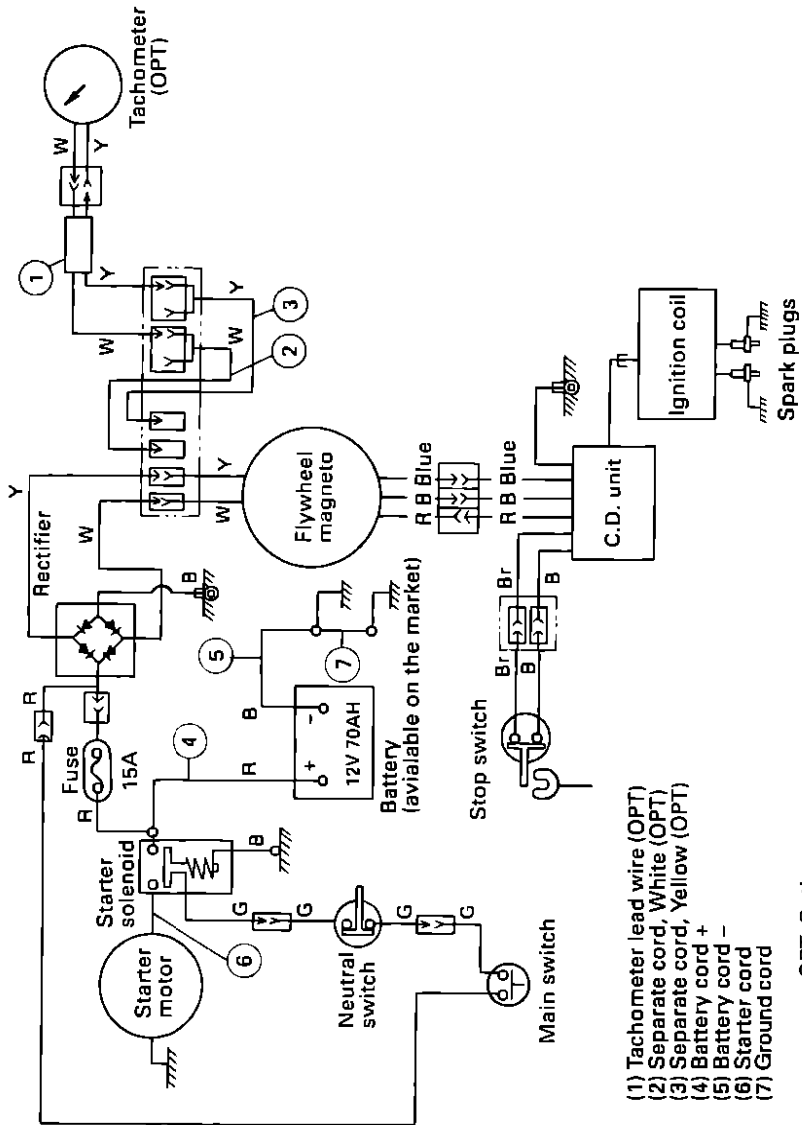 Tachometer
(OPT)
W
Y
1
Y
W
Y
3
W
2
Y
W
Rectifier
B
Y
W
Flywheel
magneto
R
R
Fuse
15A
R
4
R
5
B
7
+
-
12V 70AH
Battery
(avialable on the market)
Starter
solenoid
B
6
Starter
motor
G
G
Neutral
switch
G
G
Main switch
R B Blue
R B Blue
C.D. unit
Ignition coil
Spark plugs
Br
B
Br
B
Stop switch
(1) Tachometer lead wire (OPT)
(2) Separate cord, White (OPT)
(3) Separate cord, Yellow (OPT)
(4) Battery cord +
(5) Battery cord –
(6) Starter cord
(7) Ground cord